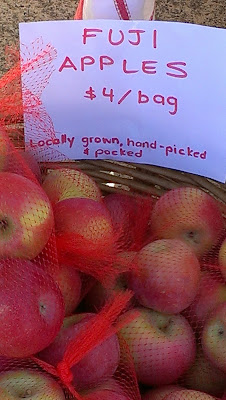 FUJI
APPLES
$4/bag
Locally grown, hand-picked
& packed